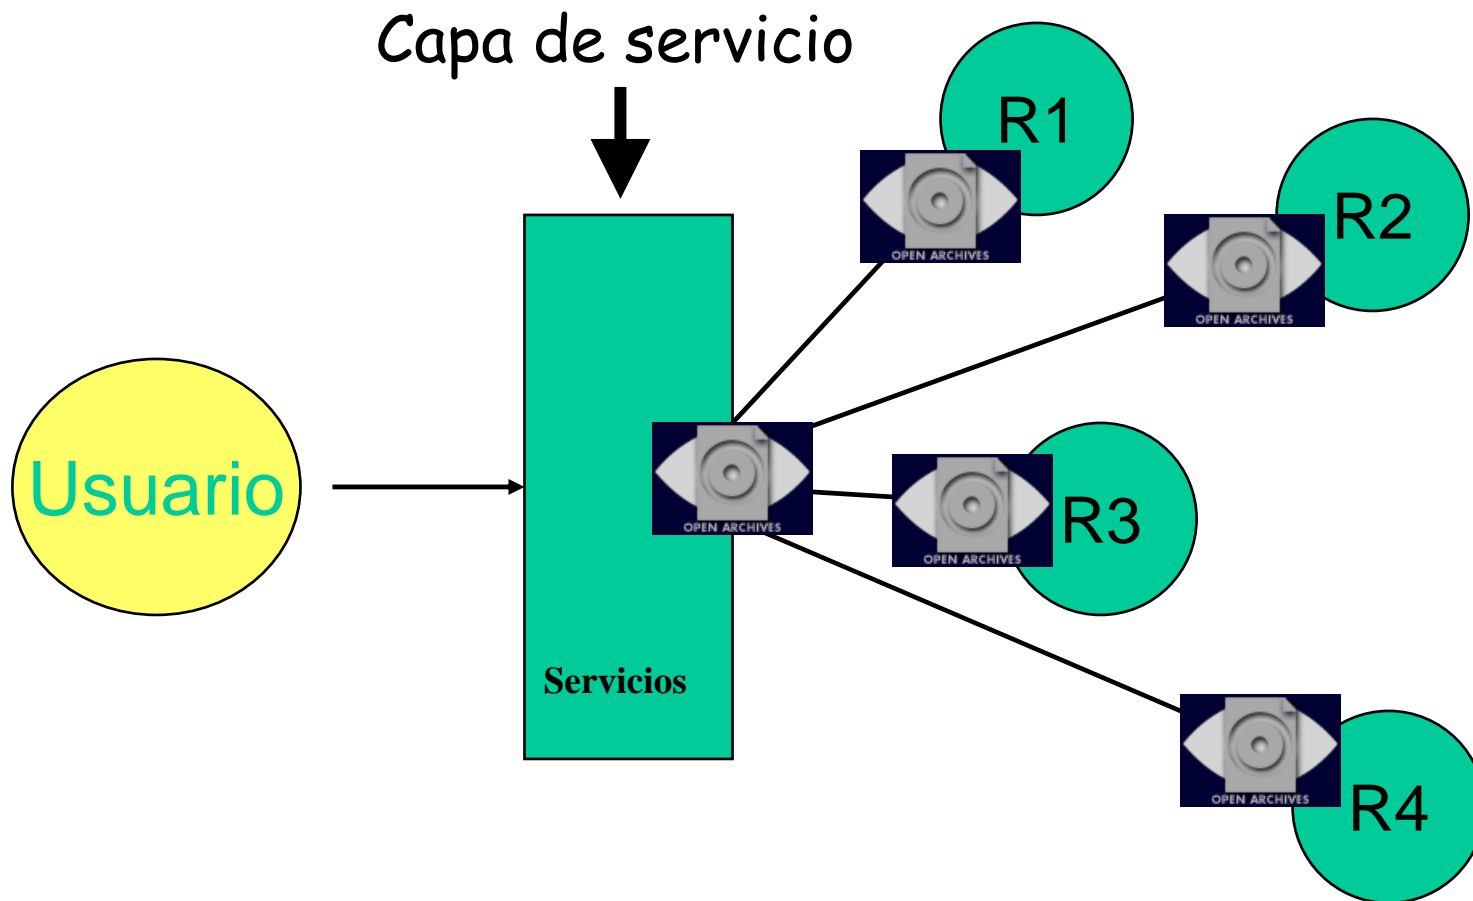 Capa de servicio
R1
OPEN ARCHIVES
R2
OPEN ARCHIVES
Usuario
OPEN ARCHIVES
R3
OPEN ARCHIVES
Servicios
OPEN ARCHIVES
R4